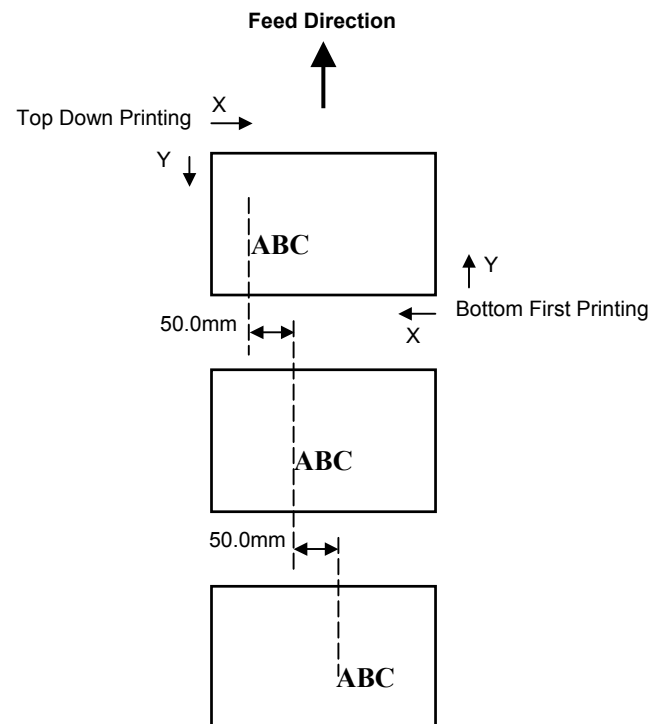 Feed Direction
X
Top Down Printing
Y
ABC
Y
Bottom First Printing
X
50.0mm
ABC
50.0mm
ABC